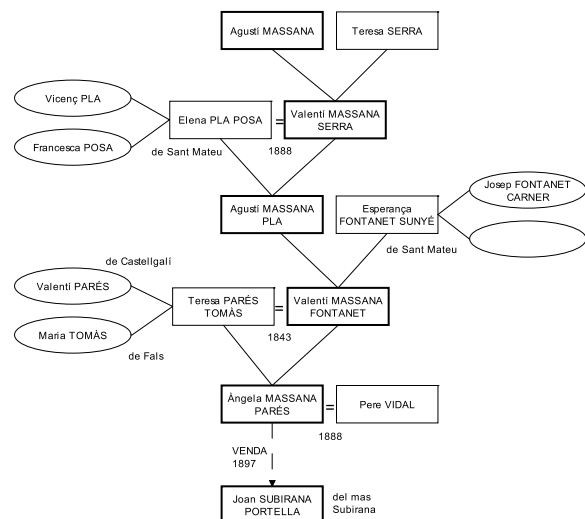 Agustí MASSANA
Teresa SERRA
Vicenç PLA
Francesca POSA
Elena PLA POSA
=
Valentí MASSANA
SERRA
de Sant Mateu
1888
Agustí MASSANA
PLA
Esperança
FONTANET SUNYÉ
Josep FONTANET
CARNER
de Sant Mateu
de Castellgalí
Valentí PARÉS
Maria TOMÀS
de Fals
Teresa PARÉS
TOMÀS
=
Valentí MASSANA
FONTANET
1843
Àngela MASSANA
PARÉS
=
Pere VIDAL
1888
VENDA
1897
Joan SUBIRANA
PORTELLA
del mas
Subirana